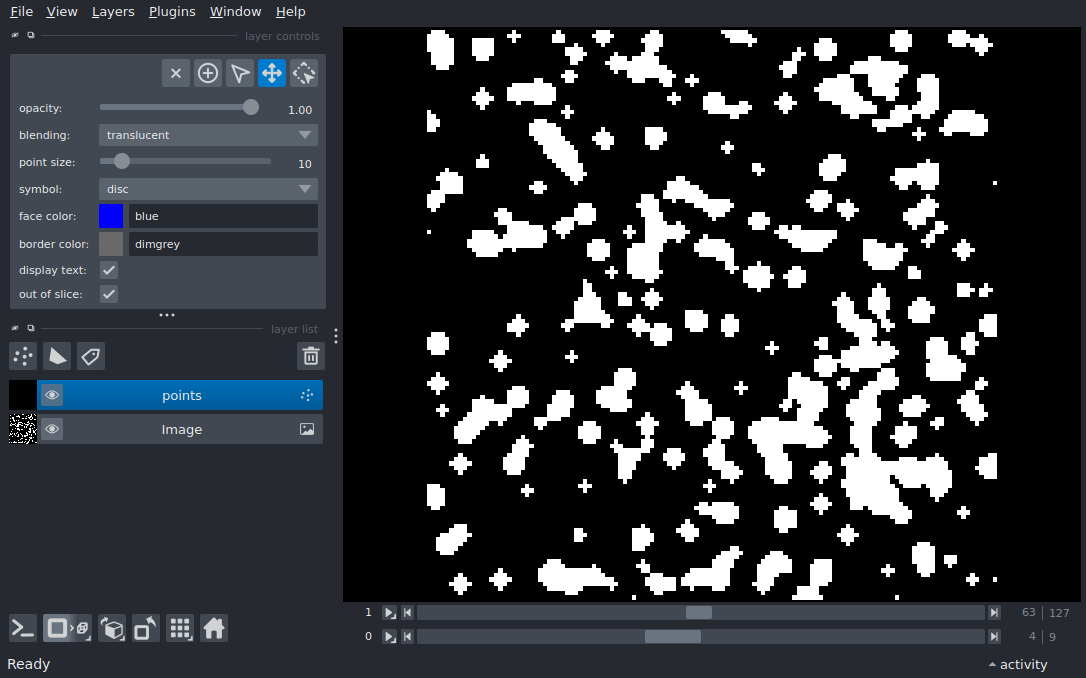 File View Layers Plugins Window Help
layer controls
opacity: 1.00
blending: translucent
point size: 10
symbol: disc
face color: blue
border color: dimgrey
display text:
out of slice:
layer list
points
Image
1 63 127
0 4 9
Ready activity